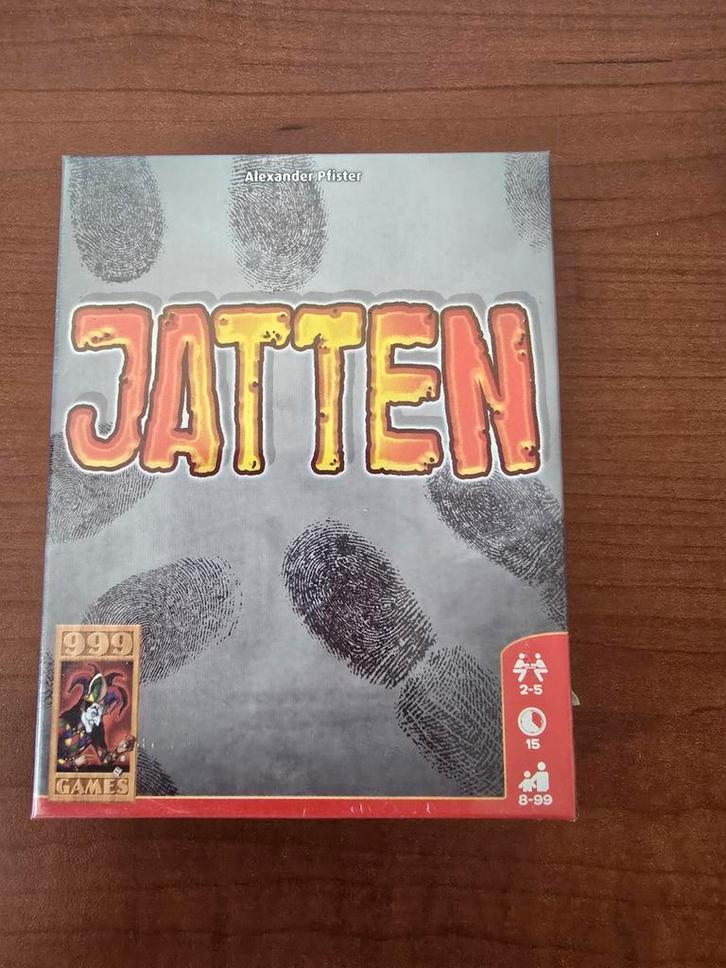 Alexander Pfister
JATTEN
999
GAMES
2-5
15
8-99